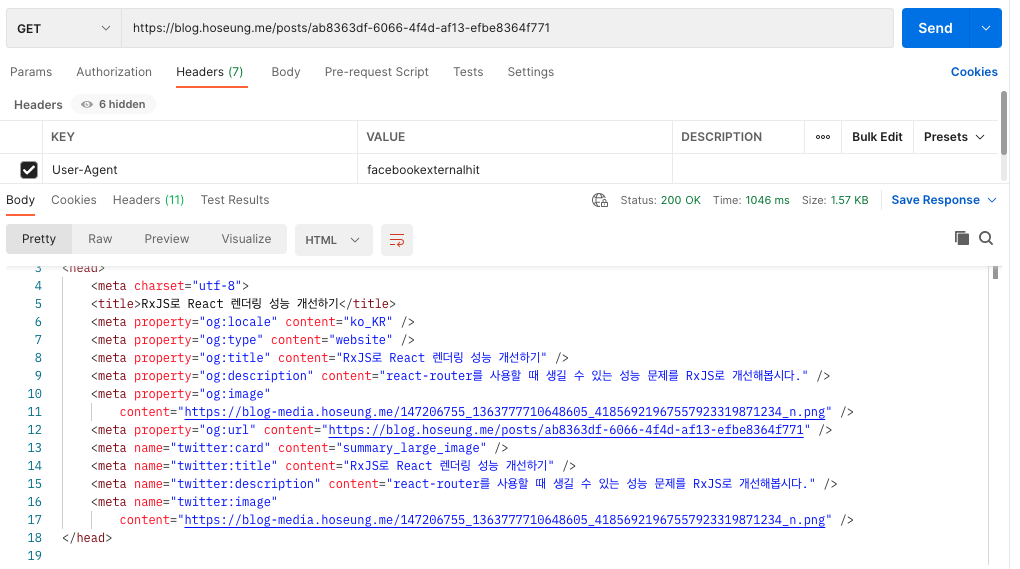 GET https://blog.hoseung.me/posts/ab8363df-6066-4f4d-af13-efbe8364f771 Send
Params Authorization Headers (7) Body Pre-request Script Tests Settings Cookies
Headers 6 hidden
KEY VALUE DESCRIPTION ooo Bulk Edit Presets
User-Agent facebookexternalhit
Body Cookies Headers (11) Test Results Status: 200 OK Time: 1046 ms Size: 1.57 KB Save Response
Pretty Raw Preview Visualize HTML
3 <head>
4 <meta charset="utf-8">
5 <title>RxJS로 React 렌더링 성능 개선하기</title>
6 <meta property="og:locale" content="ko_KR" />
7 <meta property="og:type" content="website" />
8 <meta property="og:title" content="RxJS로 React 렌더링 성능 개선하기" />
9 <meta property="og:description" content="react-router를 사용할 때 생길 수 있는 성능 문제를 RxJS로 개선해봅시다." />
10 <meta property="og:image"
11 content="https://blog-media.hoseung.me/147206755_1363777710648605_41856921967557923319871234_n.png" />
12 <meta property="og:url" content="https://blog.hoseung.me/posts/ab8363df-6066-4f4d-af13-efbe8364f771" />
13 <meta name="twitter:card" content="summary_large_image" />
14 <meta name="twitter:title" content="RxJS로 React 렌더링 성능 개선하기" />
15 <meta name="twitter:description" content="react-router를 사용할 때 생길 수 있는 성능 문제를 RxJS로 개선해봅시다." />
16 <meta name="twitter:image"
17 content="https://blog-media.hoseung.me/147206755_1363777710648605_41856921967557923319871234_n.png" />
18 </head>
19